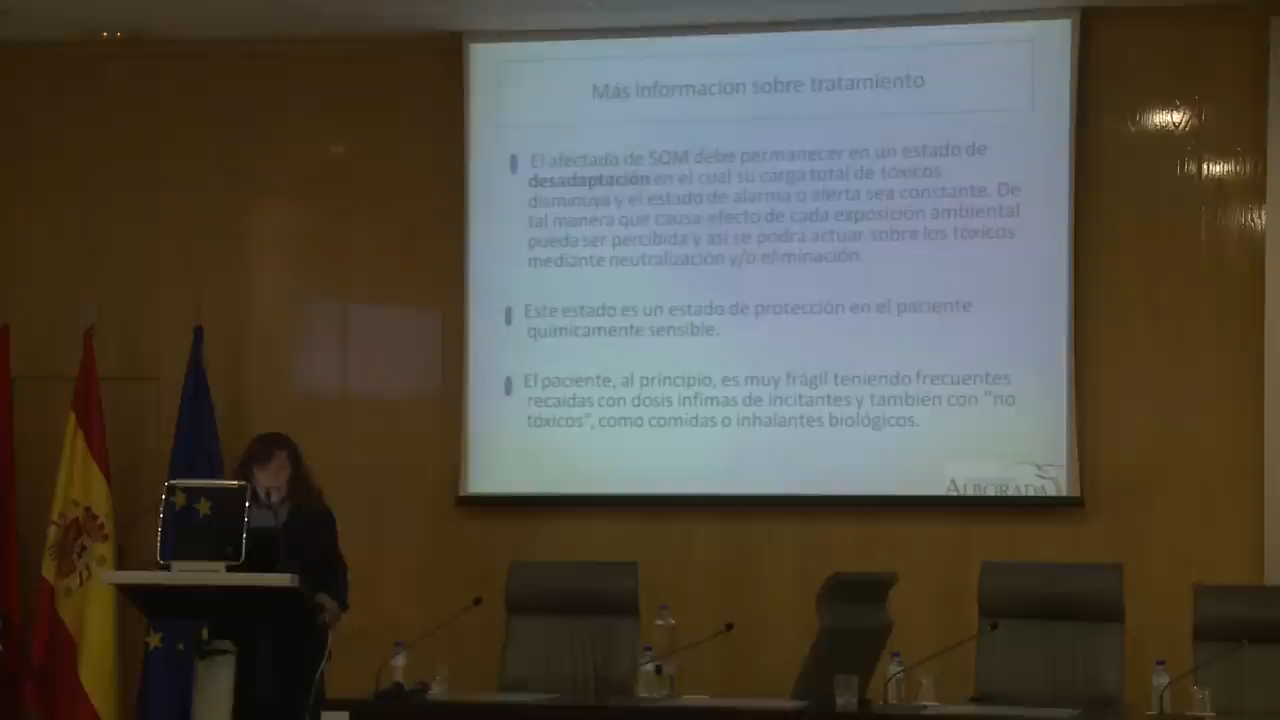 Más información sobre tratamiento
El afectado de SQM debe permanecer en un estado de
desadaptación en el cual su carga total de tóxicos
disminuya y el estado de alarma o alerta sea constante. De
tal manera que causa-efecto de cada exposición ambiental
pueda ser percibida y así se podrá actuar sobre los tóxicos
mediante neutralización y/o eliminación.
Este estado es un estado de protección en el paciente
químicamente sensible.
El paciente, al principio, es muy frágil teniendo frecuentes
recaídas con dosis ínfimas de incitantes y también con "no
tóxicos", como comidas o inhalantes biológicos.
ALBORADA